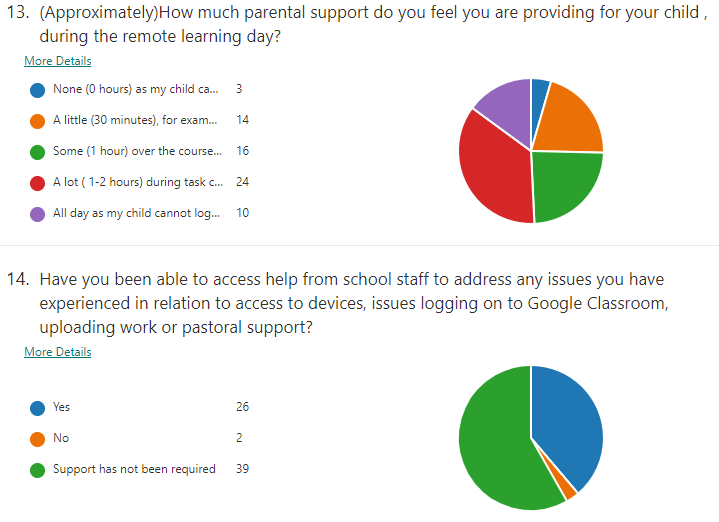 13. (Approximately)How much parental support do you feel you are providing for your child ,
during the remote learning day?
More Details
None (0 hours) as my child ca... 3
A little (30 minutes), for exam... 14
Some (1 hour) over the course... 16
A lot ( 1-2 hours) during task c... 24
All day as my child cannot log... 10
14. Have you been able to access help from school staff to address any issues you have
experienced in relation to access to devices, issues logging on to Google Classroom,
uploading work or pastoral support?
More Details
Yes 26
No 2
Support has not been required 39